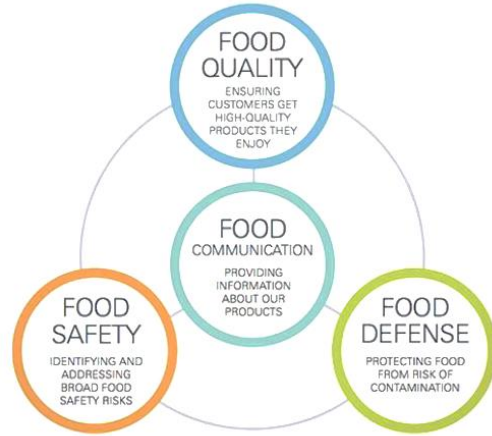 FOOD
QUALITY
ENSURING
CUSTOMERS GET
HIGH-QUALITY
PRODUCTS THEY
ENJOY
FOOD
COMMUNICATION
PROVIDING
INFORMATION
ABOUT OUR
PRODUCTS
FOOD
SAFETY
IDENTIFYING AND
ADDRESSING
BROAD FOOD
SAFETY RISKS
FOOD
DEFENSE
PROTECTING FOOD
FROM RISK OF
CONTAMINATION